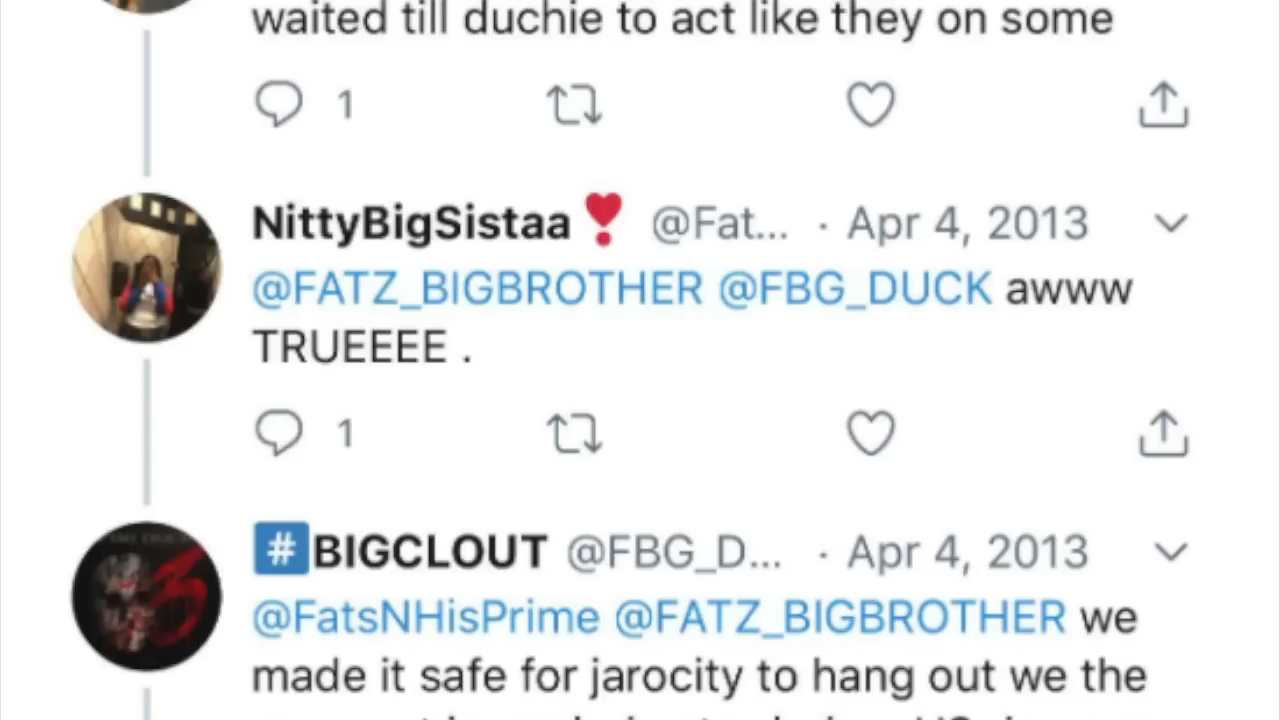 waited till duchie to act like they on some
1
NittyBigSistaa❣️ @Fat... · Apr 4, 2013
@FATZ_BIGBROTHER @FBG_DUCK awww
TRUEEEE .
1
#️⃣BIGCLOUT @FBG_D... · Apr 4, 2013
@FatsNHisPrime @FATZ_BIGBROTHER we
made it safe for jarocity to hang out we the